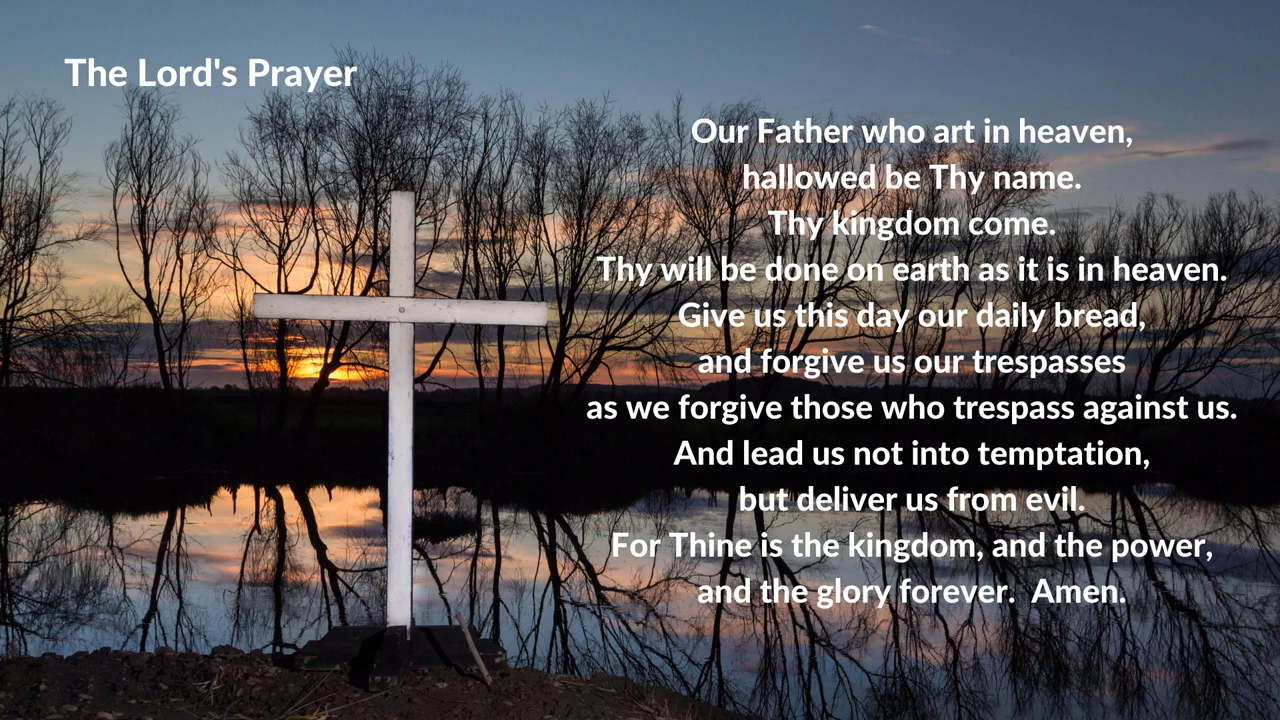 The Lord's Prayer
Our Father who art in heaven,
hallowed be Thy name.
Thy kingdom come.
Thy will be done on earth as it is in heaven.
Give us this day our daily bread,
and forgive us our trespasses
as we forgive those who trespass against us.
And lead us not into temptation,
but deliver us from evil.
For Thine is the kingdom, and the power,
and the glory forever.  Amen.